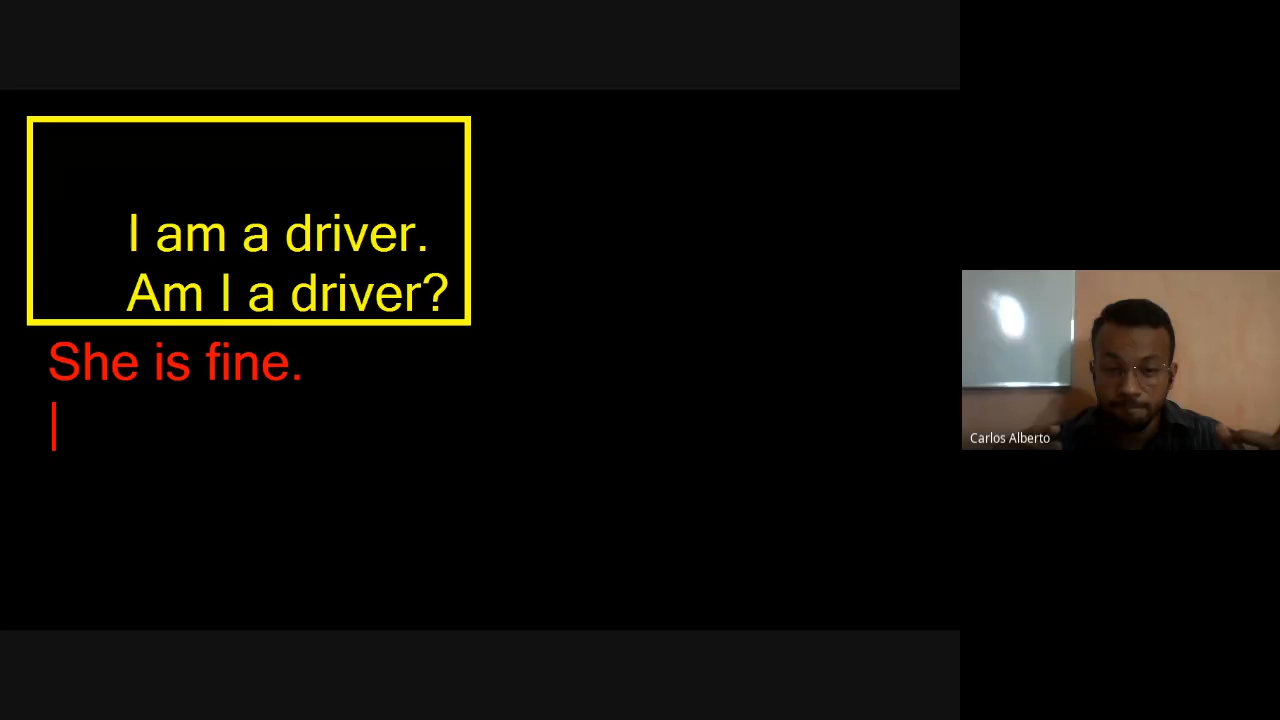 I am a driver.
Am I a driver?
She is fine.
Carlos Alberto